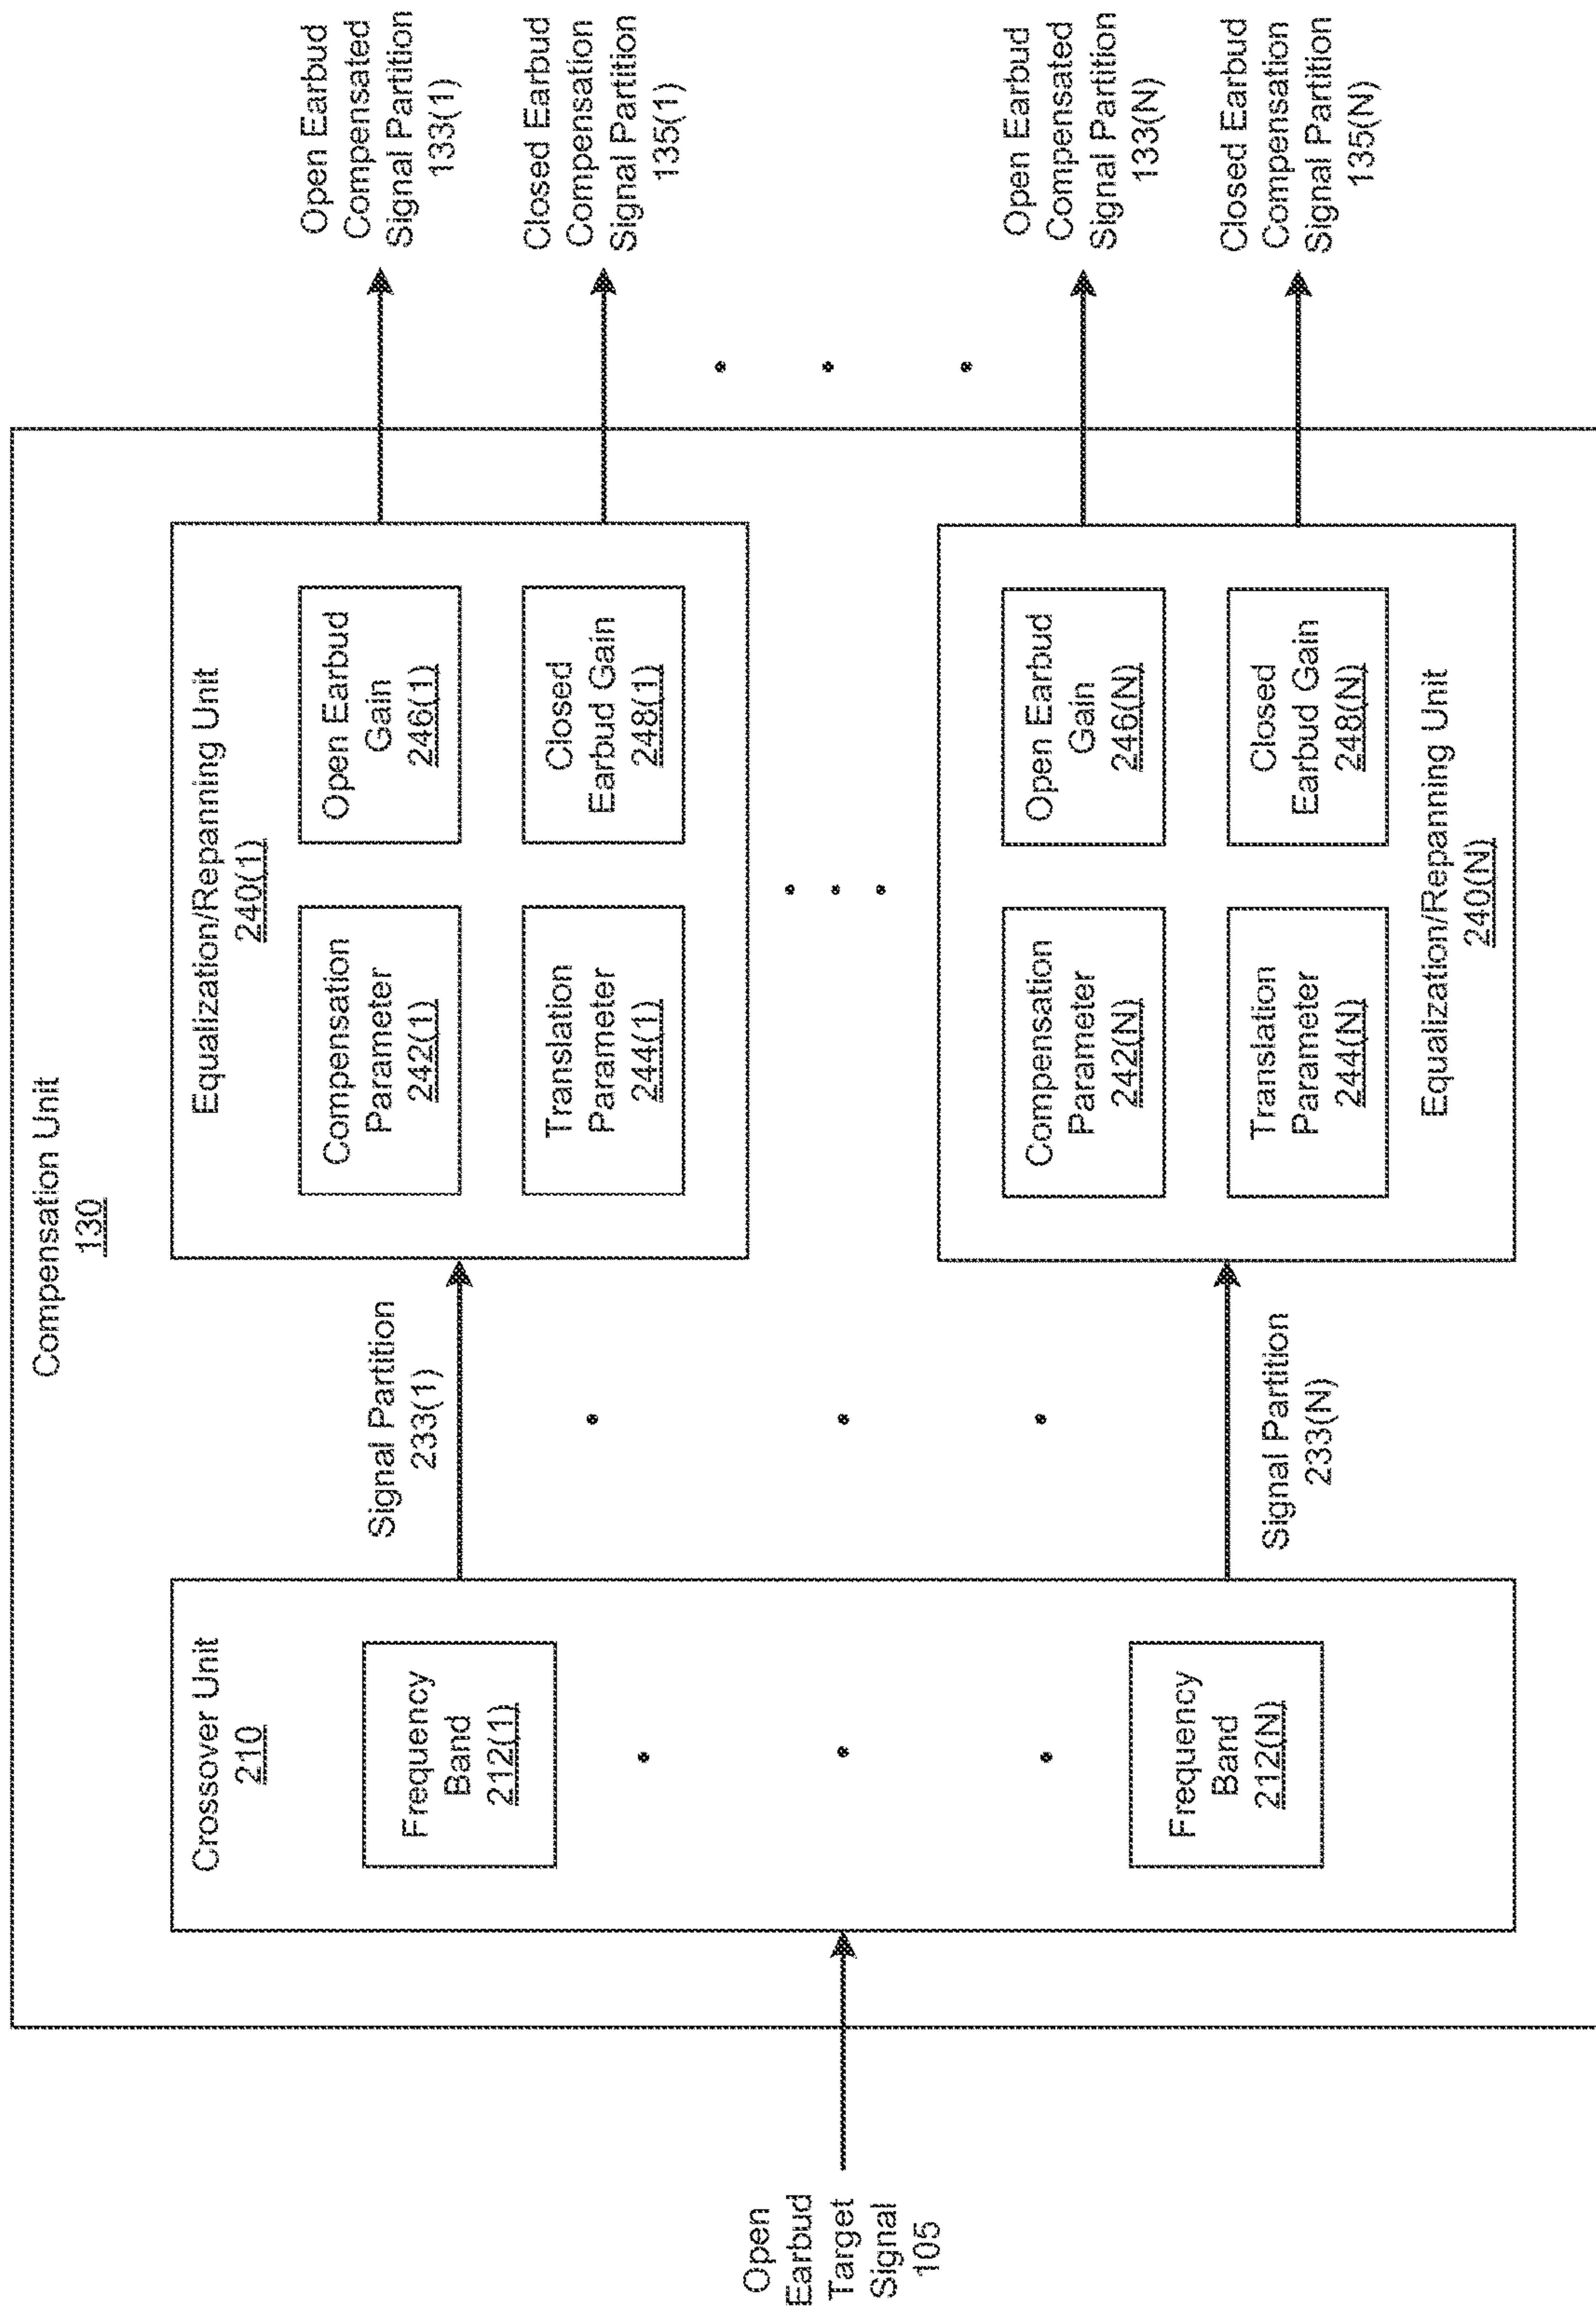 Compensation Unit
130
Open
Earbud
Target
Signal
105
Crossover Unit
210
Frequency
Band
212(1)
Frequency
Band
212(N)
Signal Partition
233(1)
Signal Partition
233(N)
Equalization/Repanning Unit
240(1)
Compensation
Parameter
242(1)
Open Earbud
Gain
246(1)
Translation
Parameter
244(1)
Closed
Earbud Gain
248(1)
Compensation
Parameter
242(N)
Open Earbud
Gain
246(N)
Translation
Parameter
244(N)
Closed
Earbud Gain
248(N)
Equalization/Repanning Unit
240(N)
Open Earbud
Compensated
Signal Partition
133(1)
Closed Earbud
Compensation
Signal Partition
135(1)
Open Earbud
Compensated
Signal Partition
133(N)
Closed Earbud
Compensation
Signal Partition
135(N)